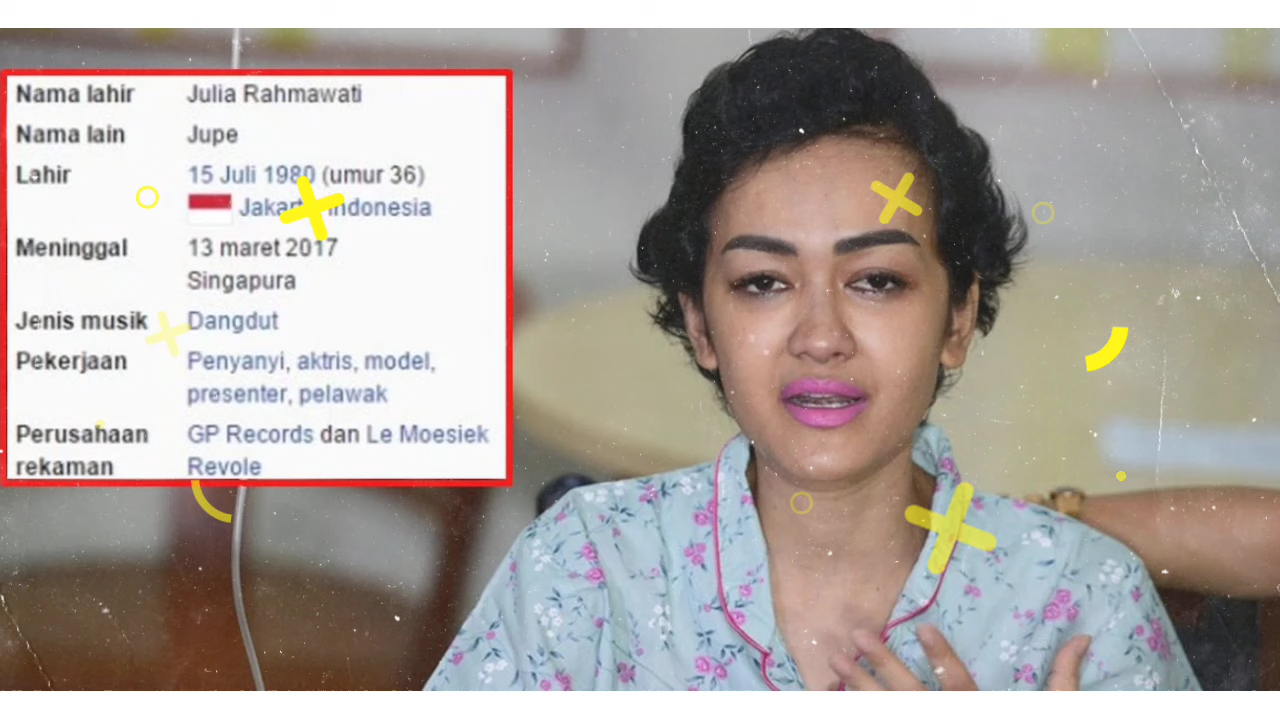 Nama lahir Julia Rahmawati
Nama lain Jupe
Lahir 15 Juli 1980 (umur 36)
Jakarta, Indonesia
Meninggal 13 maret 2017
Singapura
Jenis musik Dangdut
Pekerjaan Penyanyi, aktris, model,
presenter, pelawak
Perusahaan GP Records dan Le Moesiek
rekaman Revole